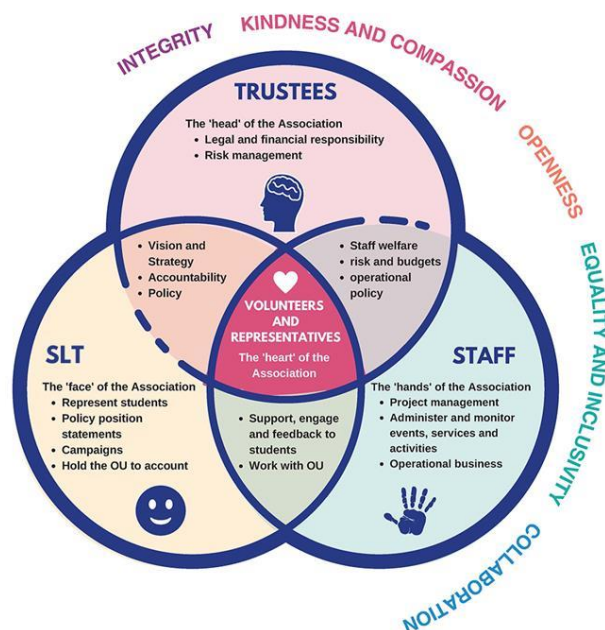 INTEGRITY
KINDNESS AND COMPASSION
OPENNESS
EQUALITY AND INCLUSIVITY
COLLABORATION
TRUSTEES
The 'head' of the Association
• Legal and financial responsibility
• Risk management
• Vision and
Strategy
• Accountability
• Policy
• Staff welfare
• risk and budgets
• operational
policy
VOLUNTEERS
AND
REPRESENTATIVES
The 'heart' of the
Association
SLT
The 'face' of the Association
• Represent students
• Policy position
statements
• Campaigns
• Hold the OU to account
• Support, engage
and feedback to
students
• Work with OU
STAFF
The 'hands' of the Association
• Project management
• Administer and monitor
events, services and
activities
• Operational business